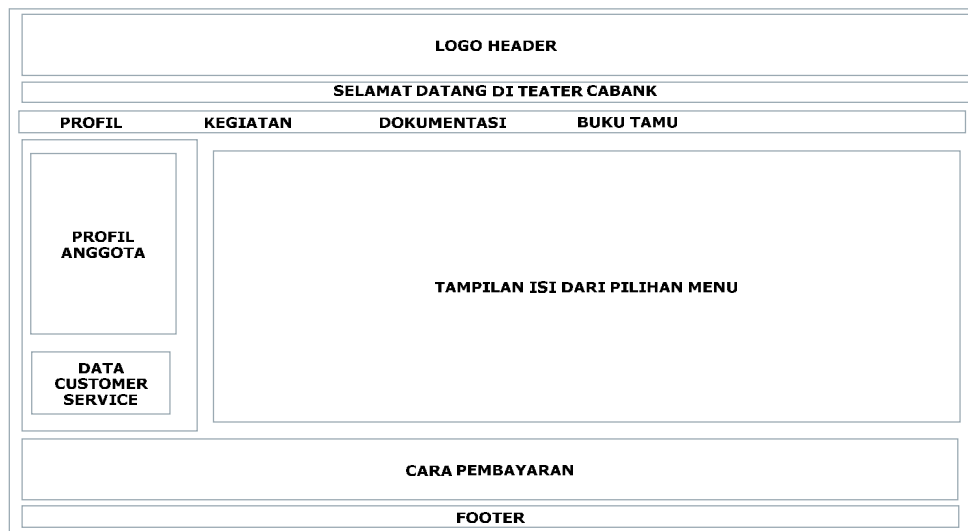 LOGO HEADER
SELAMAT DATANG DI TEATER CABANK
PROFIL KEGIATAN DOKUMENTASI BUKU TAMU
PROFIL
ANGGOTA
TAMPILAN ISI DARI PILIHAN MENU
DATA
CUSTOMER
SERVICE
CARA PEMBAYARAN
FOOTER